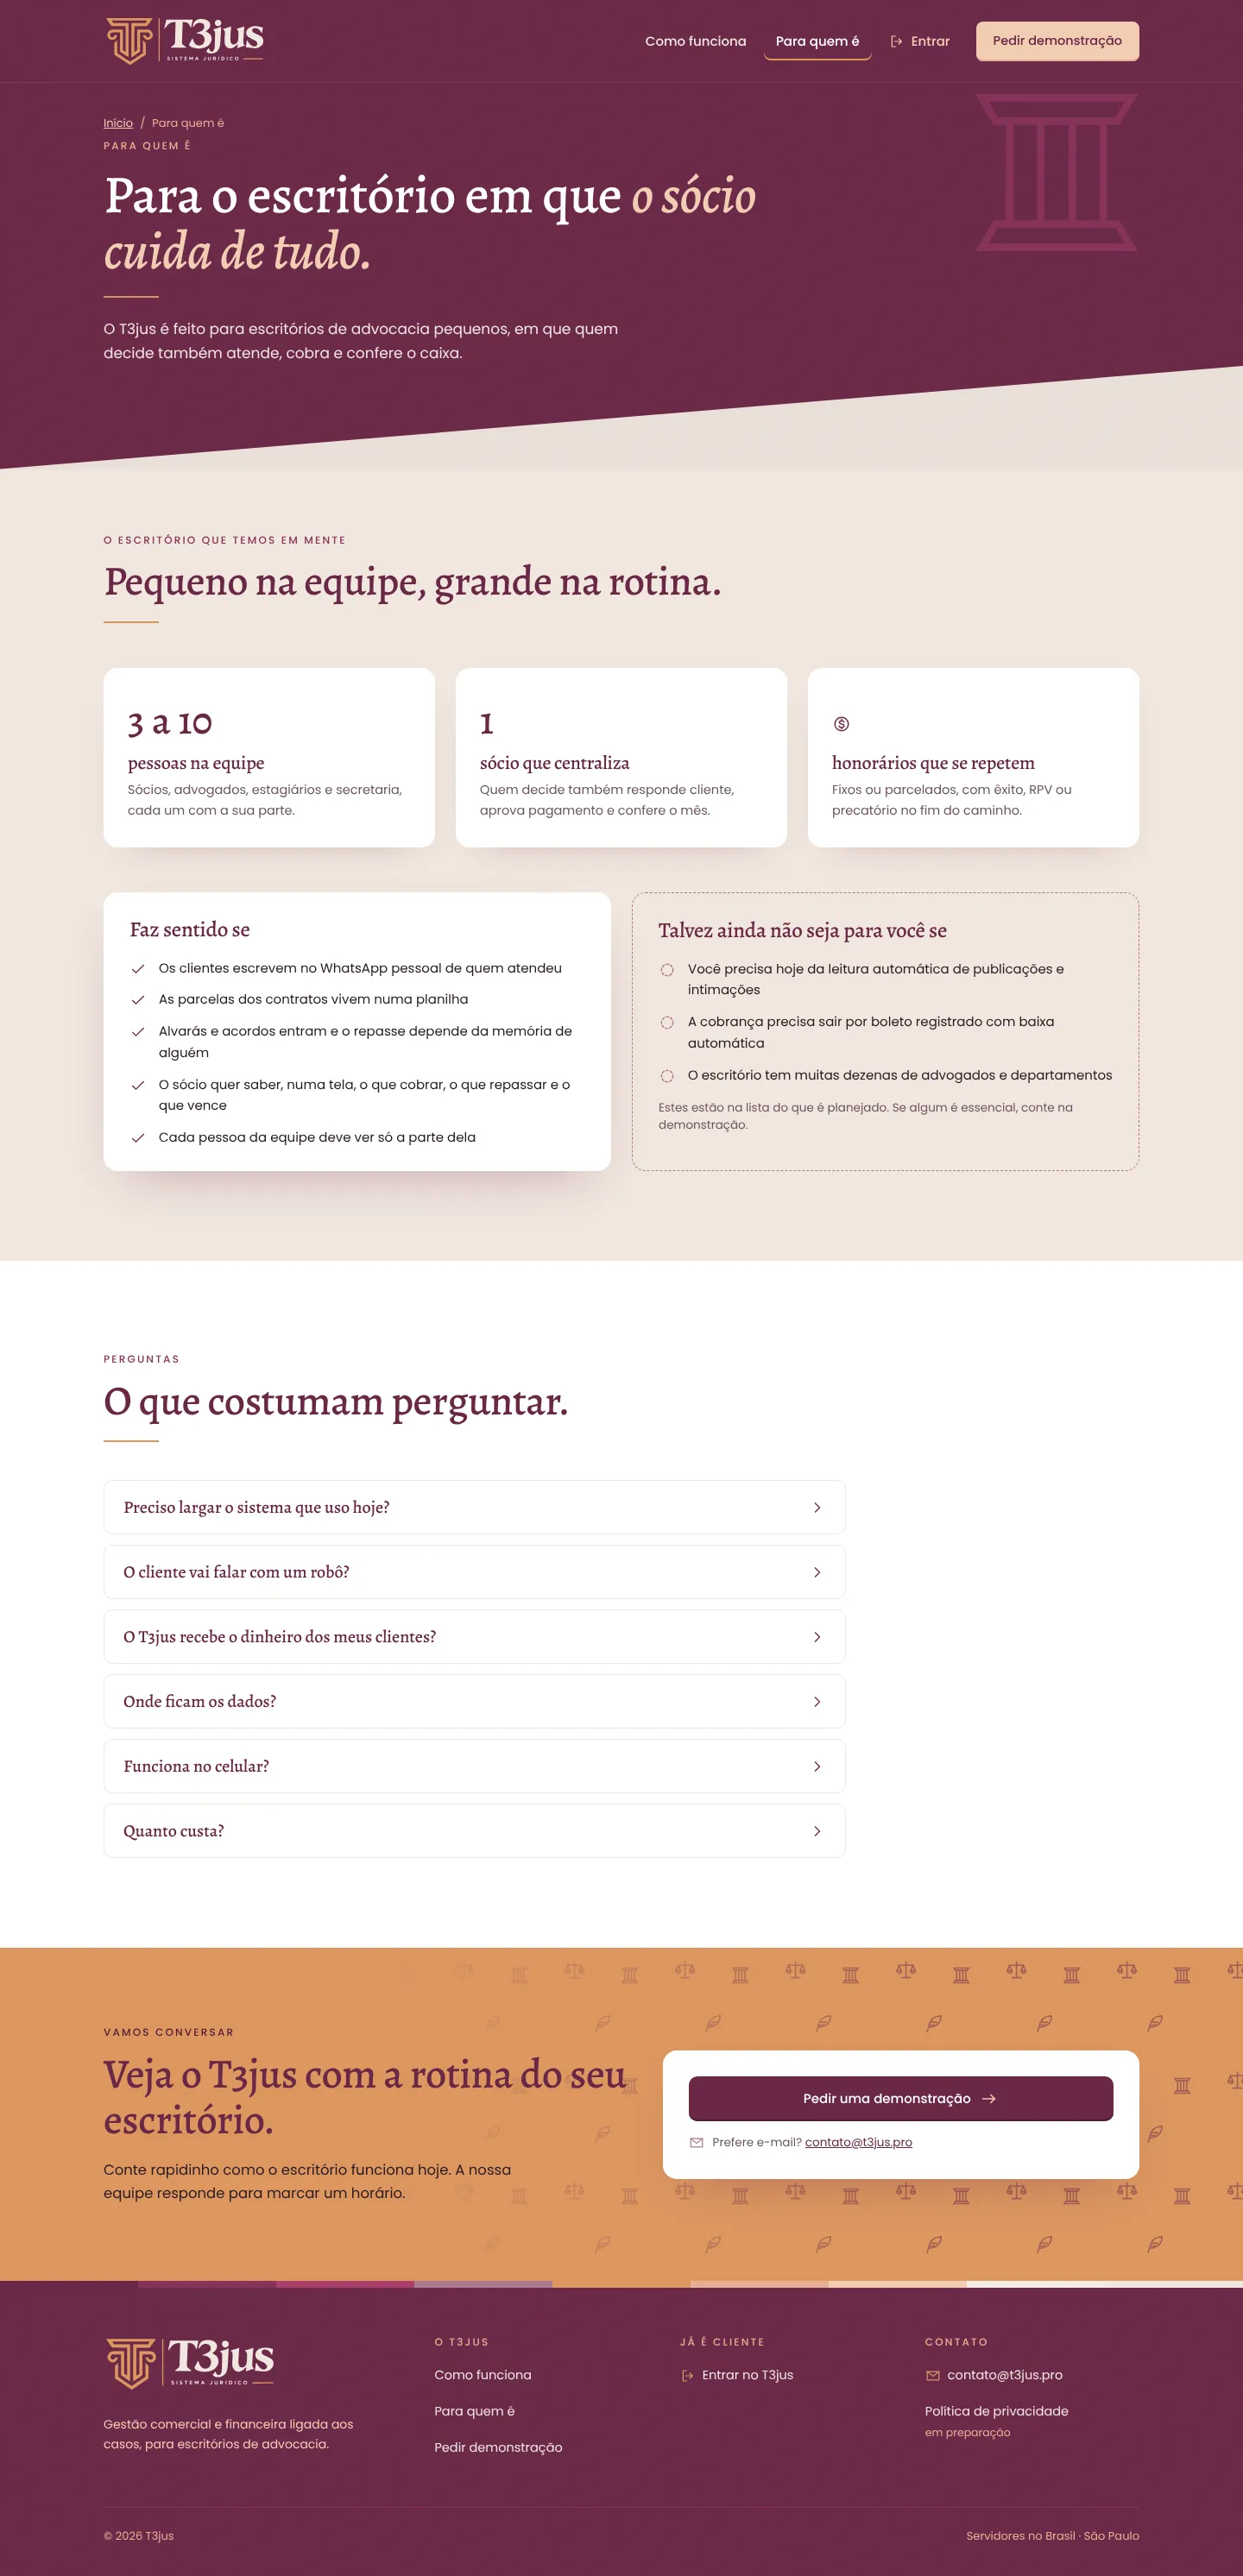 T3jus
SISTEMA JURÍDICO
Como funciona
Para quem é
Entrar
Pedir demonstração
Início / Para quem é
PARA QUEM É
Para o escritório em que o sócio
cuida de tudo.
O T3jus é feito para escritórios de advocacia pequenos, em que quem
decide também atende, cobra e confere o caixa.
O ESCRITÓRIO QUE TEMOS EM MENTE
Pequeno na equipe, grande na rotina.
3 a 10
pessoas na equipe
Sócios, advogados, estagiários e secretaria,
cada um com a sua parte.
1
sócio que centraliza
Quem decide também responde cliente,
aprova pagamento e confere o mês.
honorários que se repetem
Fixos ou parcelados, com êxito, RPV ou
precatório no fim do caminho.
Faz sentido se
Os clientes escrevem no WhatsApp pessoal de quem atendeu
As parcelas dos contratos vivem numa planilha
Alvarás e acordos entram e o repasse depende da memória de
alguém
O sócio quer saber, numa tela, o que cobrar, o que repassar e o
que vence
Cada pessoa da equipe deve ver só a parte dela
Talvez ainda não seja para você se
Você precisa hoje da leitura automática de publicações e
intimações
A cobrança precisa sair por boleto registrado com baixa
automática
O escritório tem muitas dezenas de advogados e departamentos
Estes estão na lista do que é planejado. Se algum é essencial, conte na
demonstração.
PERGUNTAS
O que costumam perguntar.
Preciso largar o sistema que uso hoje?
O cliente vai falar com um robô?
O T3jus recebe o dinheiro dos meus clientes?
Onde ficam os dados?
Funciona no celular?
Quanto custa?
VAMOS CONVERSAR
Veja o T3jus com a rotina do seu
escritório.
Conte rapidinho como o escritório funciona hoje. A nossa
equipe responde para marcar um horário.
Pedir uma demonstração
Prefere e-mail? contato@t3jus.pro
T3jus
SISTEMA JURÍDICO
Gestão comercial e financeira ligada aos
casos, para escritórios de advocacia.
O T3JUS
Como funciona
Para quem é
Pedir demonstração
JÁ É CLIENTE
Entrar no T3jus
CONTATO
contato@t3jus.pro
Política de privacidade
em preparação
© 2026 T3jus
Servidores no Brasil · São Paulo